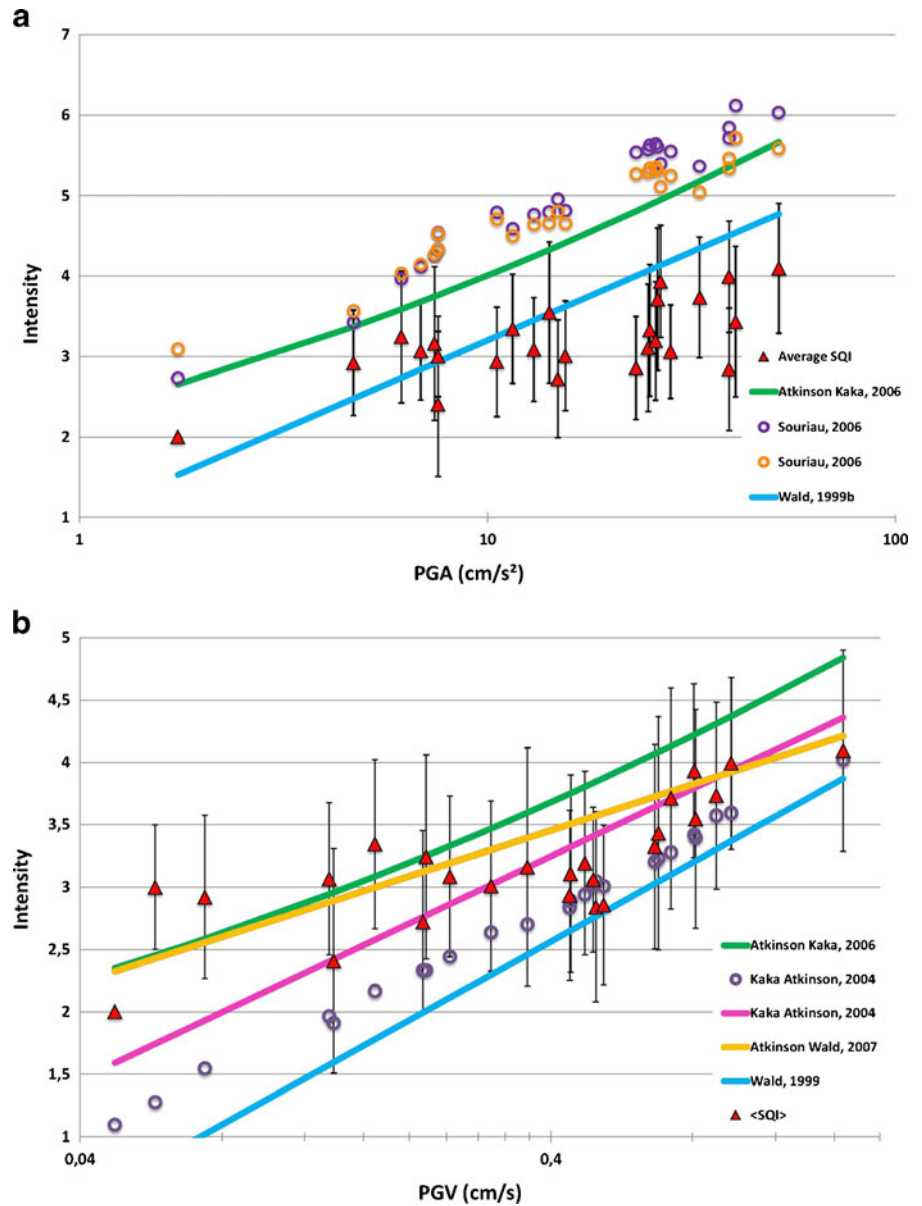 a
7
6
5
4
3
2
1
Intensity
1
10
100
PGA (cm/s²)
Average SQI
Atkinson Kaka, 2006
Souriau, 2006
Souriau, 2006
Wald, 1999b
b
5
4,5
4
3,5
3
2,5
2
1,5
1
Intensity
0,04
0,4
PGV (cm/s)
Atkinson Kaka, 2006
Kaka Atkinson, 2004
Kaka Atkinson, 2004
Atkinson Wald, 2007
Wald, 1999
<SQI>